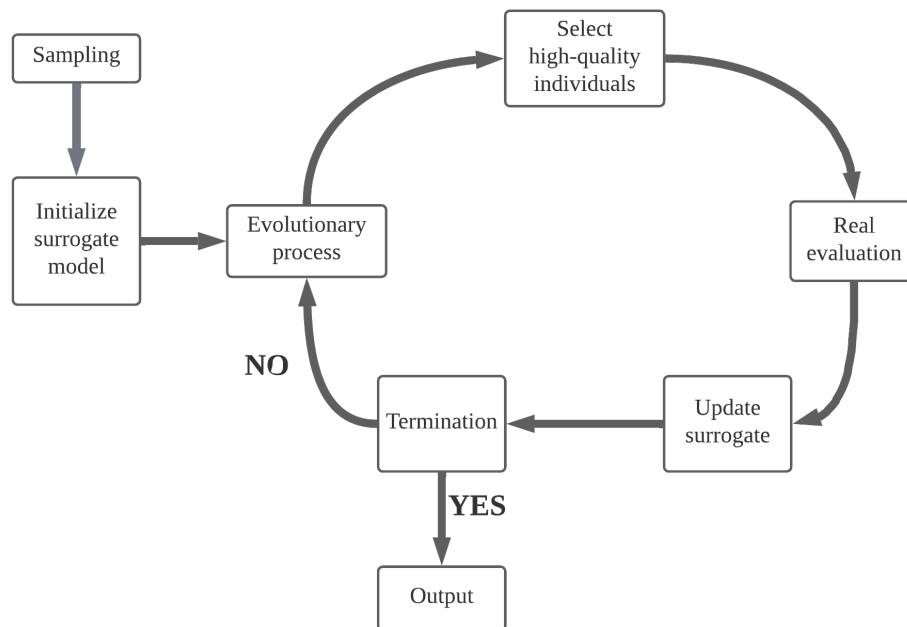 Sampling
Initialize
surrogate
model
Evolutionary
process
Select
high-quality
individuals
Real
evaluation
Update
surrogate
Termination
NO
YES
Output